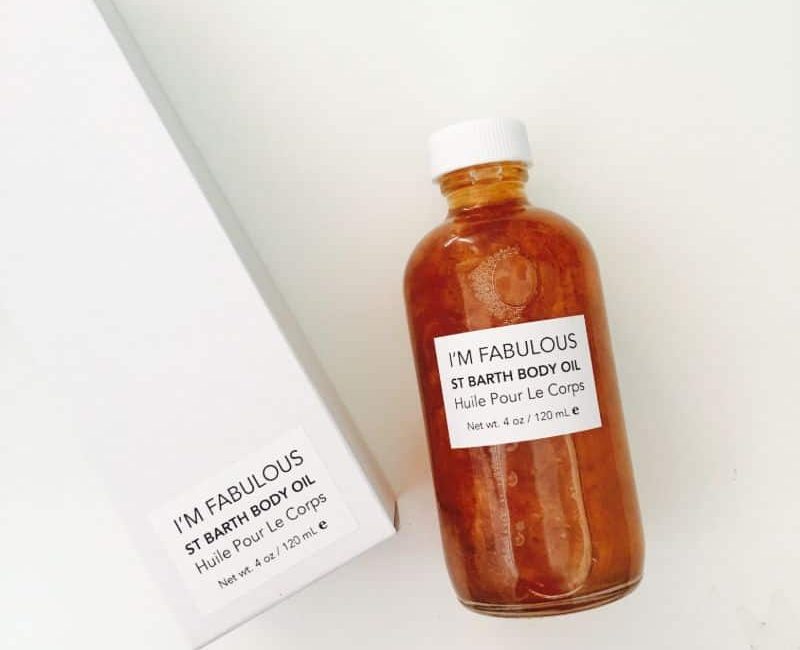 I'M FABULOUS
ST BARTH BODY OIL
Huile Pour Le Corps
Net wt. 4 oz / 120 mL e
I'M FABULOUS
ST BARTH BODY OIL
Huile Pour Le Corps
Net wt. 4 oz / 120 mL e